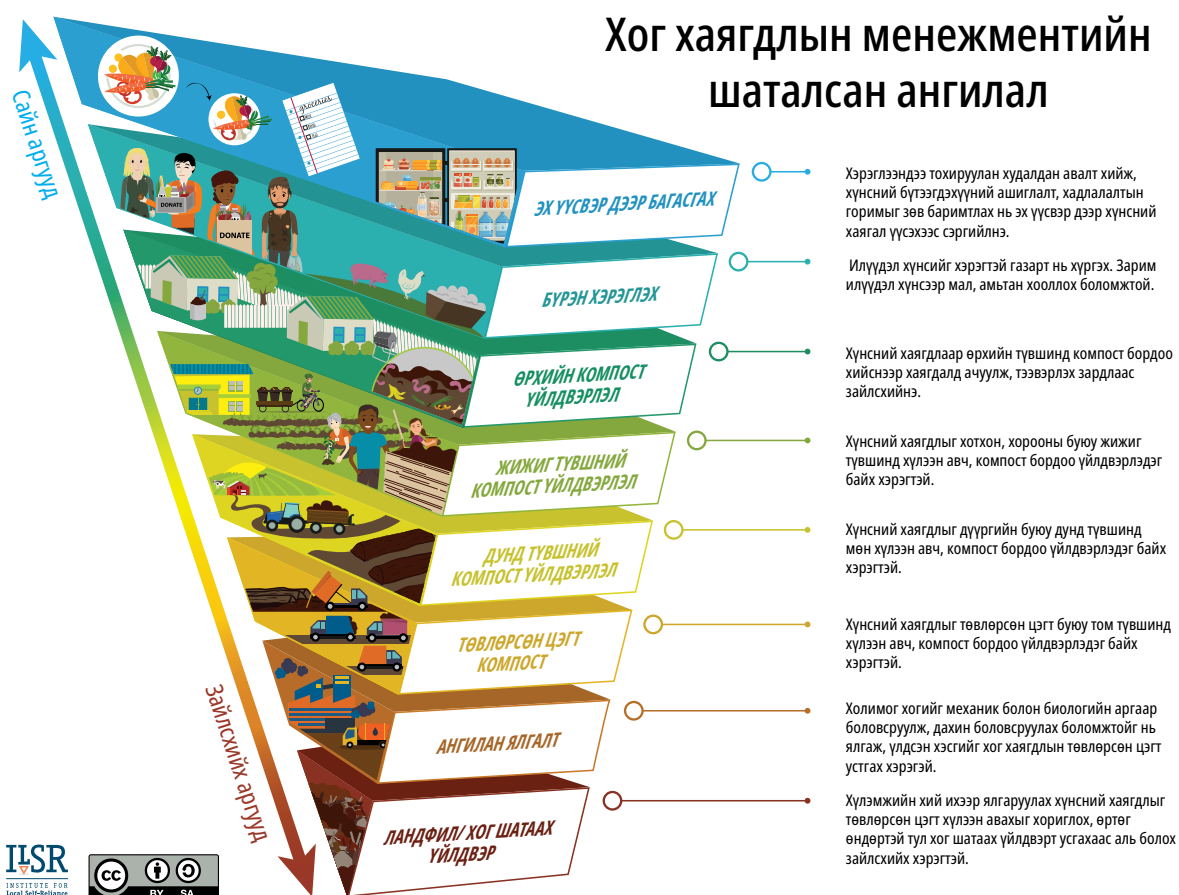 Хог хаягдлын менежментийн
шаталсан ангилал
Сайн аргууд
groceries
DONATE
DONATE
ЭХ ҮҮСВЭР ДЭЭР БАГАСГАХ
Хэрэглээндээ тохируулан худалдан авалт хийж,
хүнсний бүтээгдхүүний ашиглалт, хадлалалтын
горимыг зөв баримтлах нь эх үүсвэр дээр хүнсний
хаягал үүсэхээс сэргийлнэ.
БҮРЭН ХЭРЭГЛЭХ
Илүүдэл хүнсийг хэрэгтэй газарт нь хүргэх. Зарим
илүүдэл хүнсээр мал, амьтан хооллох боломжтой.
ӨРХИЙН КОМПОСТ
ҮЙЛДВЭРЛЭЛ
Хүнсний хаягдлаар өрхийн түвшинд компост бордоо
хийснээр хаягдалд ачуулж, тээвэрлэх зардлаас
зайлсхийнэ.
ЖИЖИГ ТҮВШНИЙ
КОМПОСТ ҮЙЛДВЭРЛЭЛ
Хүнсний хаягдлыг хотхон, хорооны буюу жижиг
түвшинд хүлээн авч, компост бордоо үйлдвэрлэдэг
байх хэрэгтэй.
ДУНД ТҮВШНИЙ
КОМПОСТ ҮЙЛДВЭРЛЭЛ
Хүнсний хаягдлыг дүүргийн буюу дунд түвшинд
мөн хүлээн авч, компост бордоо үйлдвэрлэдэг байх
хэрэгтэй.
ТӨВЛӨРСӨН ЦЭГТ
КОМПОСТ
Хүнсний хаягдлыг төвлөрсөн цэгт буюу том түвшинд
хүлээн авч, компост бордоо үйлдвэрлэдэг байх
хэрэгтэй.
АНГИЛАН ЯЛГАЛТ
Холимог хогийг механик болон биологийн аргаар
боловсруулж, дахин боловсруулах боломжтойг нь
ялгаж, үлдсэн хэсгийг хог хаягдлын төвлөрсөн цэгт
устгах хэрэгэй.
Зайлсхийх аргууд
ЛАНДФИЛ/ ХОГ ШАТААХ
ҮЙЛДВЭР
Хүлэмжийн хий ихээр ялгаруулах хүнсний хаягдлыг
төвлөрсөн цэгт хүлээн авахыг хориглох, өртөг
өндөртэй тул хог шатаах үйлдвэрт усгахаас аль болох
зайлсхийх хэрэгтэй.
ILSR
INSTITUTE FOR
Local Self-Reliance
cc
BY SA